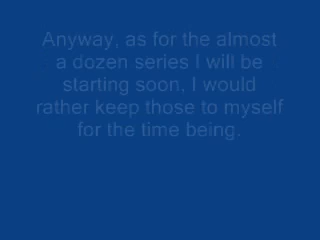 Anyway, as for the almost
a dozen series I will be
starting soon, I would
rather keep those to myself
for the time being.